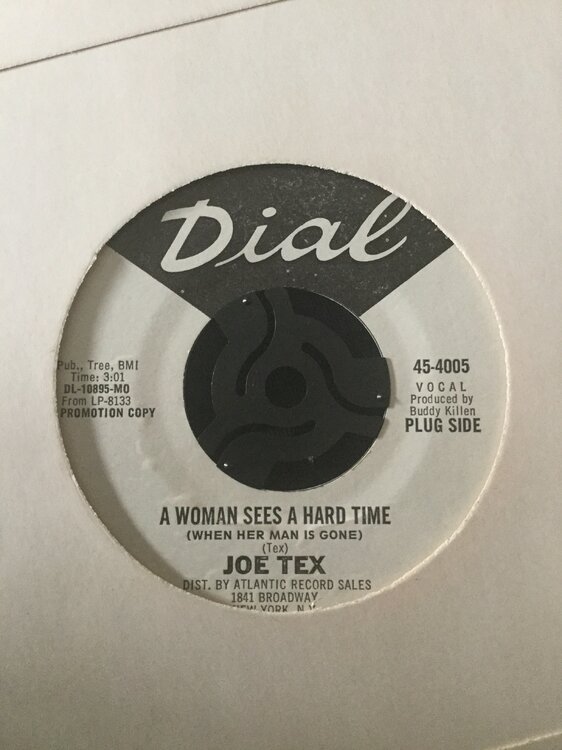 Dial
Pub., Tree, BMI
Time: 3:01
DL-10895-MO
From LP-8133
PROMOTION COPY
45-4005
VOCAL
Produced by
Buddy Killen
PLUG SIDE
A WOMAN SEES A HARD TIME
(WHEN HER MAN IS GONE)
(Tex)
JOE TEX
DIST. BY ATLANTIC RECORD SALES
1841 BROADWAY
NEW YORK, N.Y.